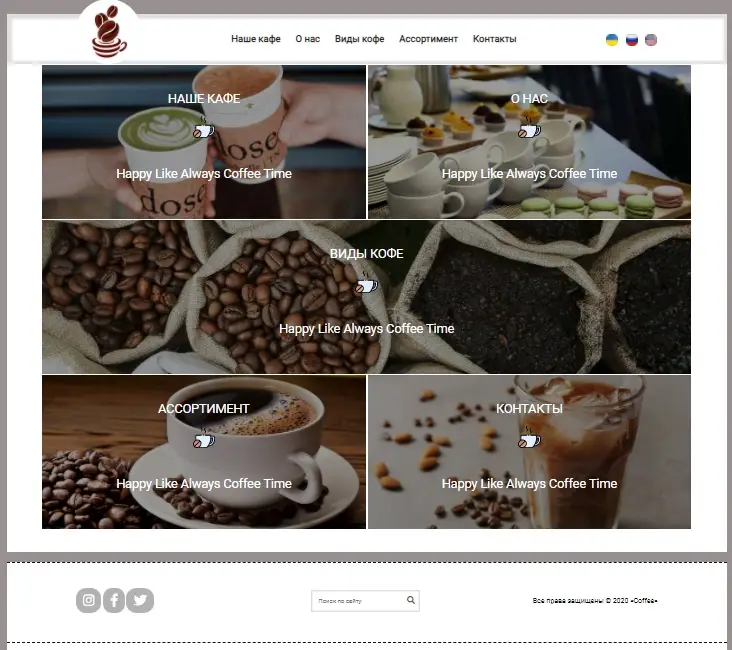 Наше кафе О нас Виды кофе Ассортимент Контакты
НАШЕ КАФЕ
dose
dose
Happy Like Always Coffee Time
О НАС
Happy Like Always Coffee Time
ВИДЫ КОФЕ
Happy Like Always Coffee Time
АССОРТИМЕНТ
Happy Like Always Coffee Time
КОНТАКТЫ
Happy Like Always Coffee Time
Поиск по сайту
Все права защищены © 2020 «Coffee»